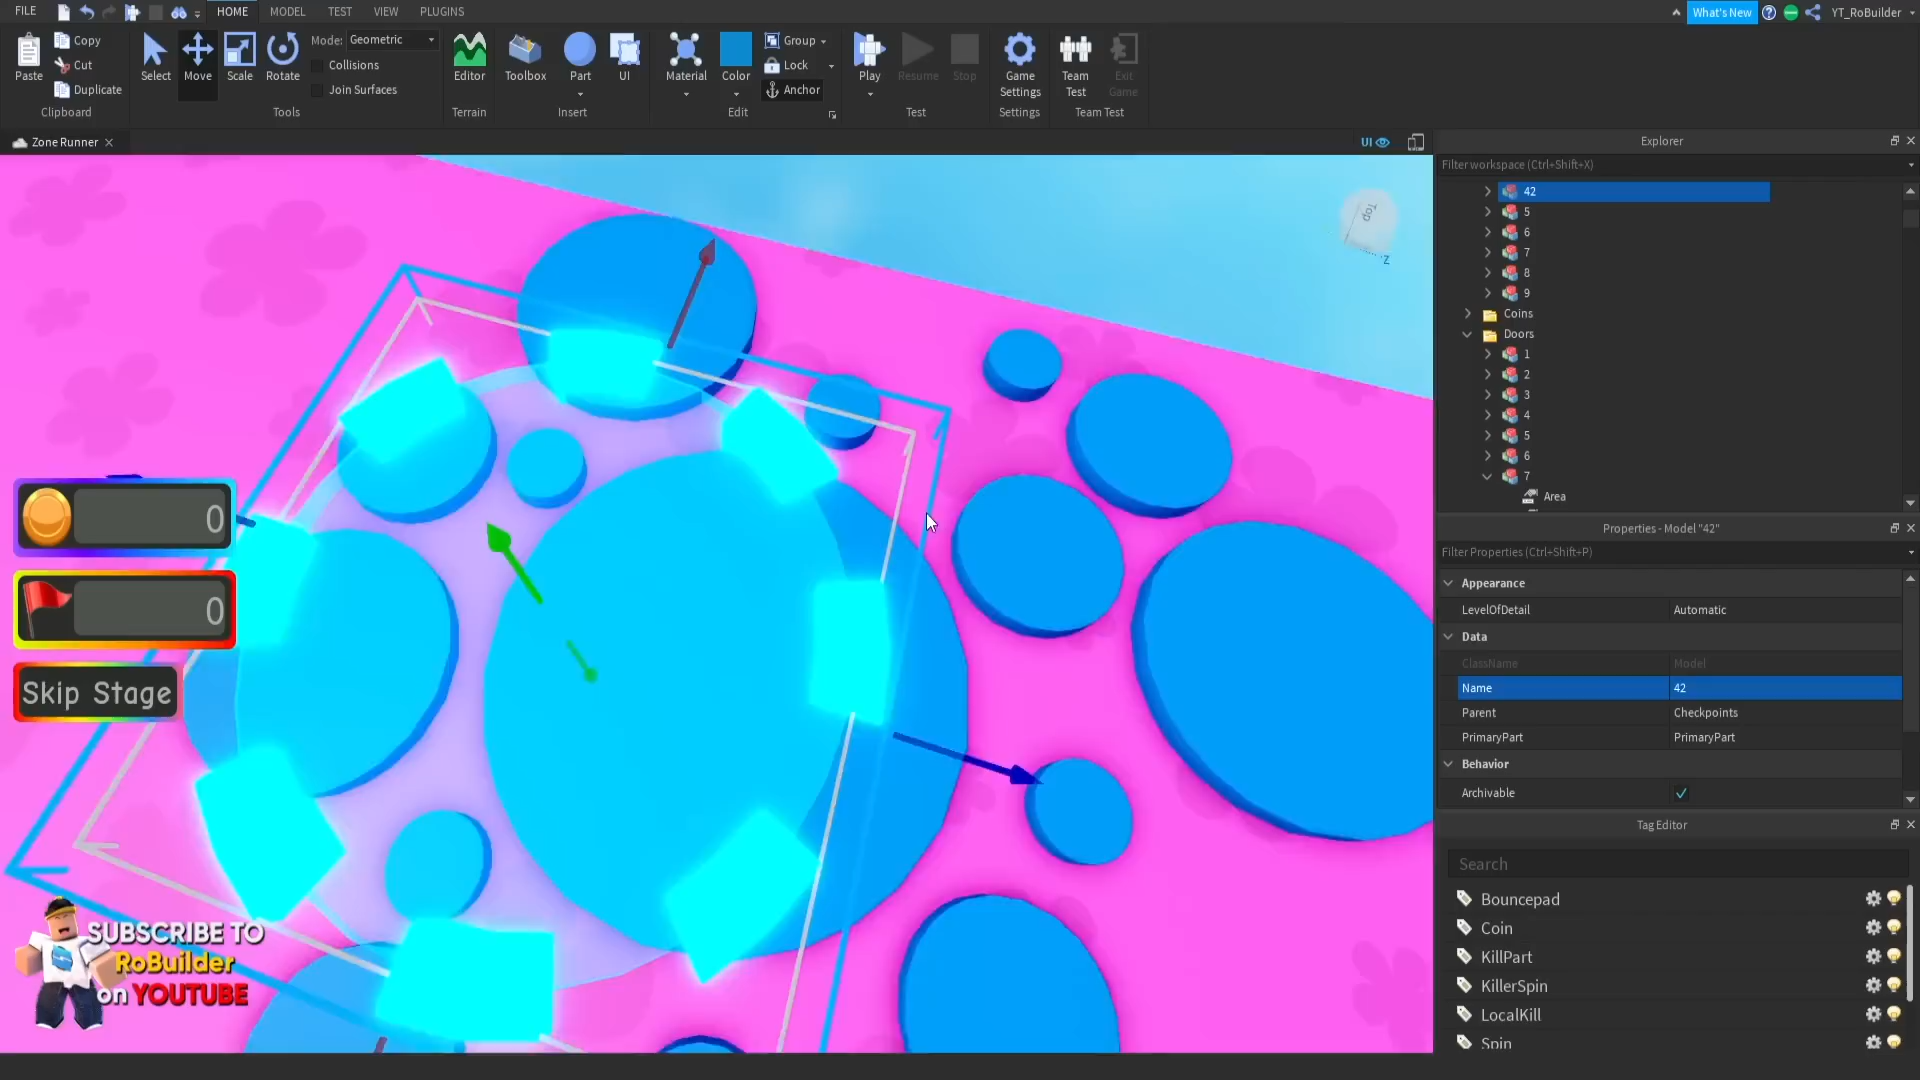 FILE
HOME
MODEL
TEST
VIEW
PLUGINS
What's New
YT_RoBuilder
Paste
Copy
Cut
Duplicate
Clipboard
Select
Move
Scale
Rotate
Mode: Geometric
Collisions
Join Surfaces
Tools
Editor
Terrain
Toolbox
Part
UI
Insert
Material
Color
Group
Lock
Anchor
Edit
Play
Resume
Stop
Test
Game
Settings
Settings
Team
Test
Exit
Game
Team Test
Zone Runner
UI
Top
Z
0
0
Skip Stage
SUBSCRIBE TO
RoBuilder
on YOUTUBE
Explorer
Filter workspace (Ctrl+Shift+X)
42
5
6
7
8
9
Coins
Doors
1
2
3
4
5
6
7
Area
Properties - Model "42"
Filter Properties (Ctrl+Shift+P)
Appearance
LevelOfDetail Automatic
Data
ClassName Model
Name 42
Parent Checkpoints
PrimaryPart PrimaryPart
Behavior
Archivable
Tag Editor
Search
Bouncepad
Coin
KillPart
KillerSpin
LocalKill
Spin